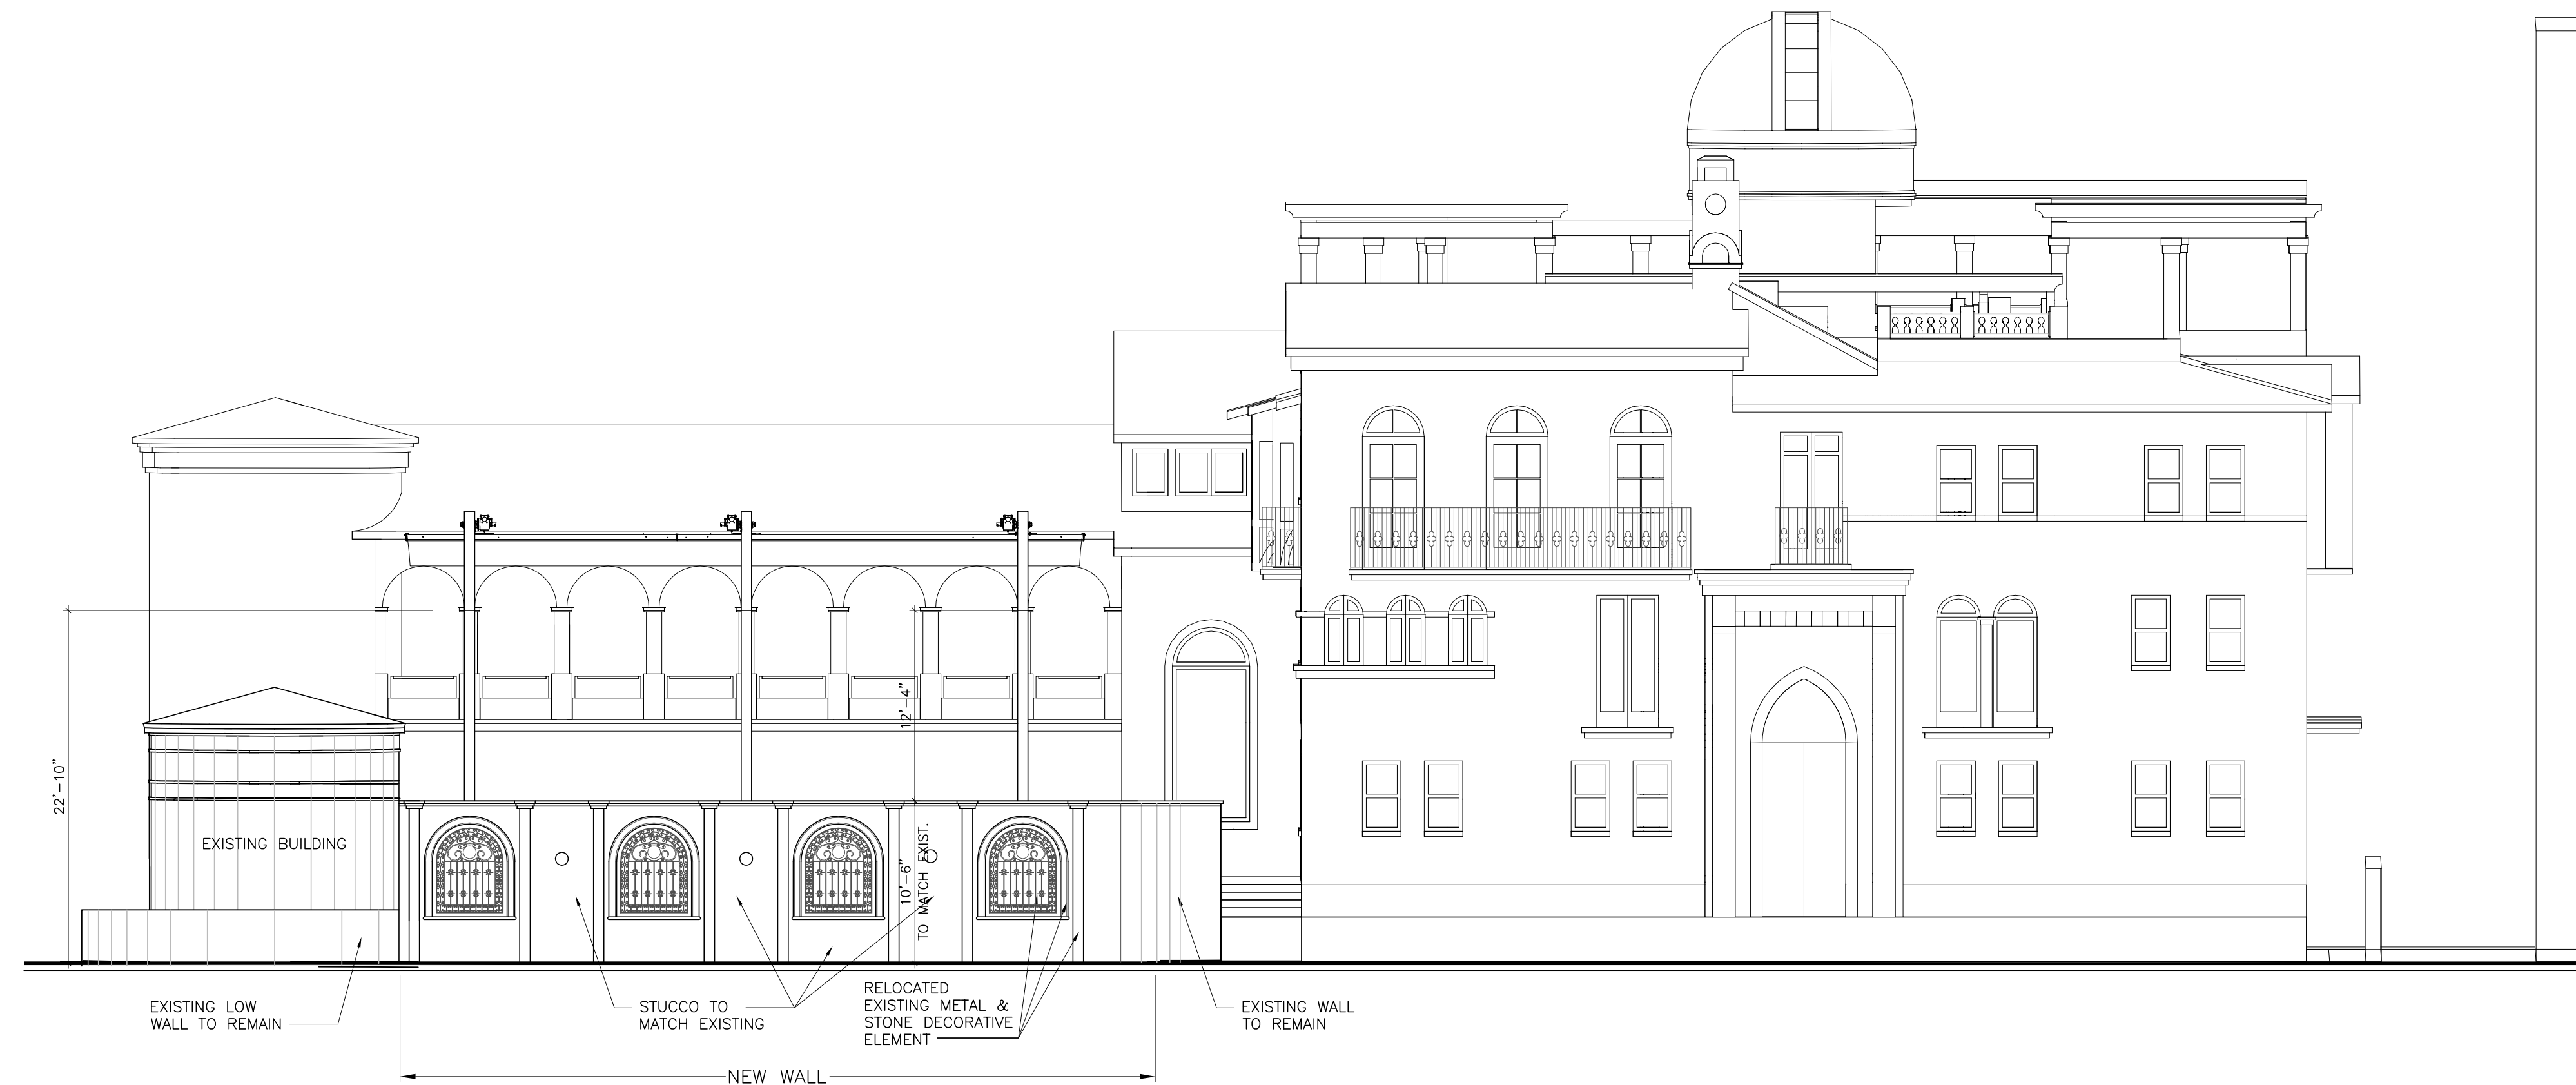 22'-10"
12'-4"
10'-6"
TO MATCH EXIST.
EXISTING BUILDING
EXISTING LOW
WALL TO REMAIN
STUCCO TO
MATCH EXISTING
RELOCATED
EXISTING METAL &
STONE DECORATIVE
ELEMENT
EXISTING WALL
TO REMAIN
NEW WALL